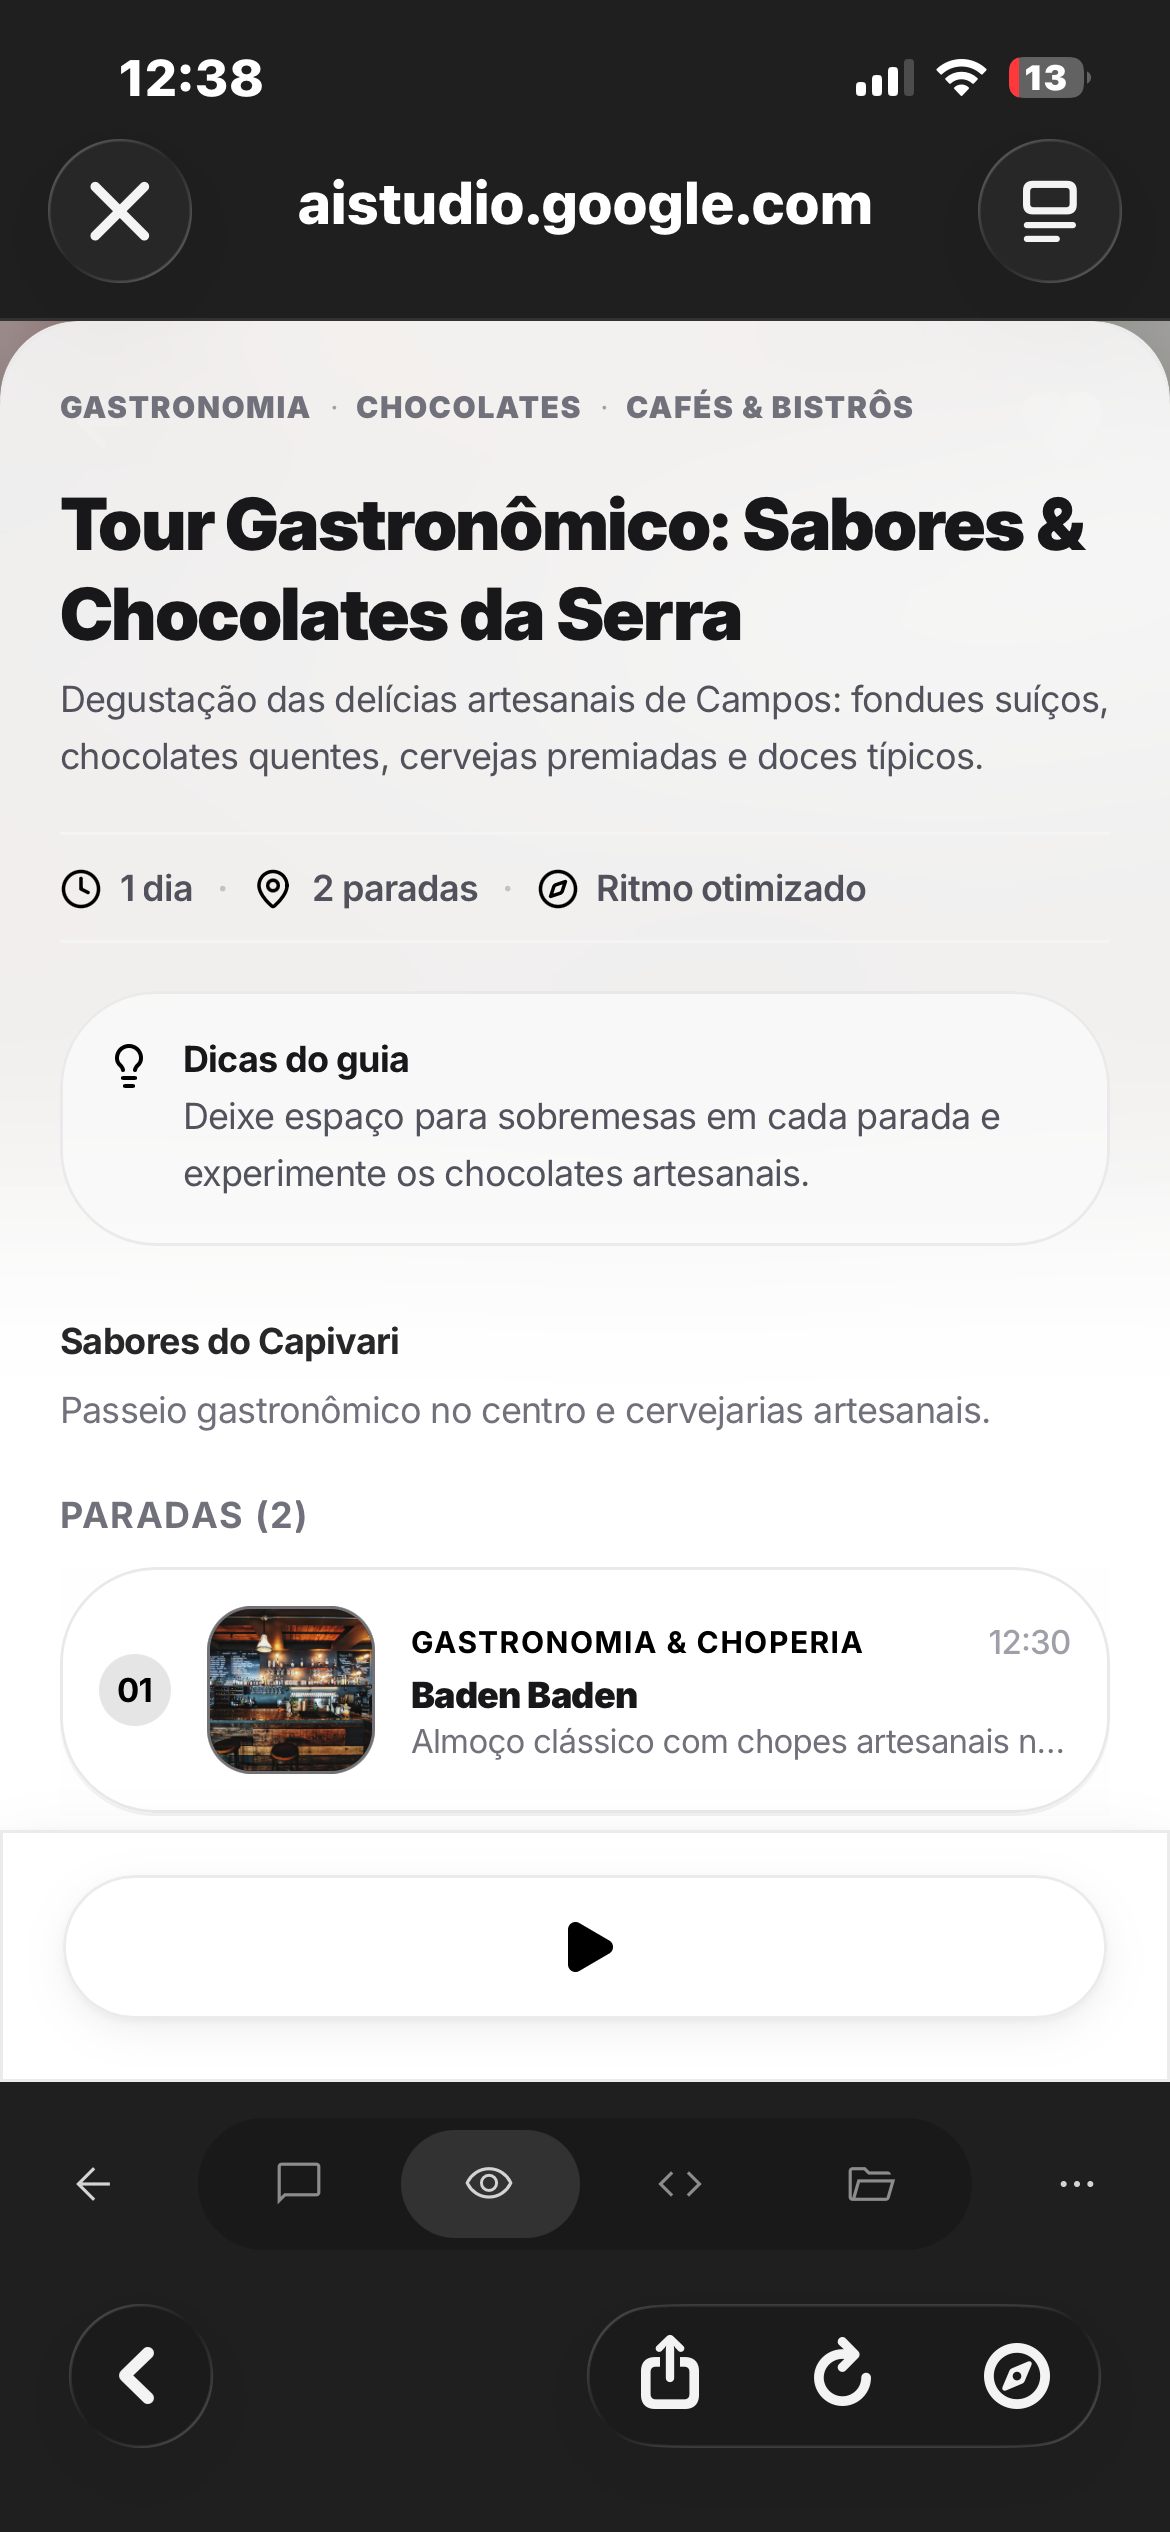 12:38
13
aistudio.google.com
GASTRONOMIA · CHOCOLATES · CAFÉS & BISTRÔS
Tour Gastronômico: Sabores &
Chocolates da Serra
Degustação das delícias artesanais de Campos: fondues suíços,
chocolates quentes, cervejas premiadas e doces típicos.
1 dia · 2 paradas · Ritmo otimizado
Dicas do guia
Deixe espaço para sobremesas em cada parada e
experimente os chocolates artesanais.
Sabores do Capivari
Passeio gastronômico no centro e cervejarias artesanais.
PARADAS (2)
01
GASTRONOMIA & CHOPERIA
12:30
Baden Baden
Almoço clássico com chopes artesanais n...